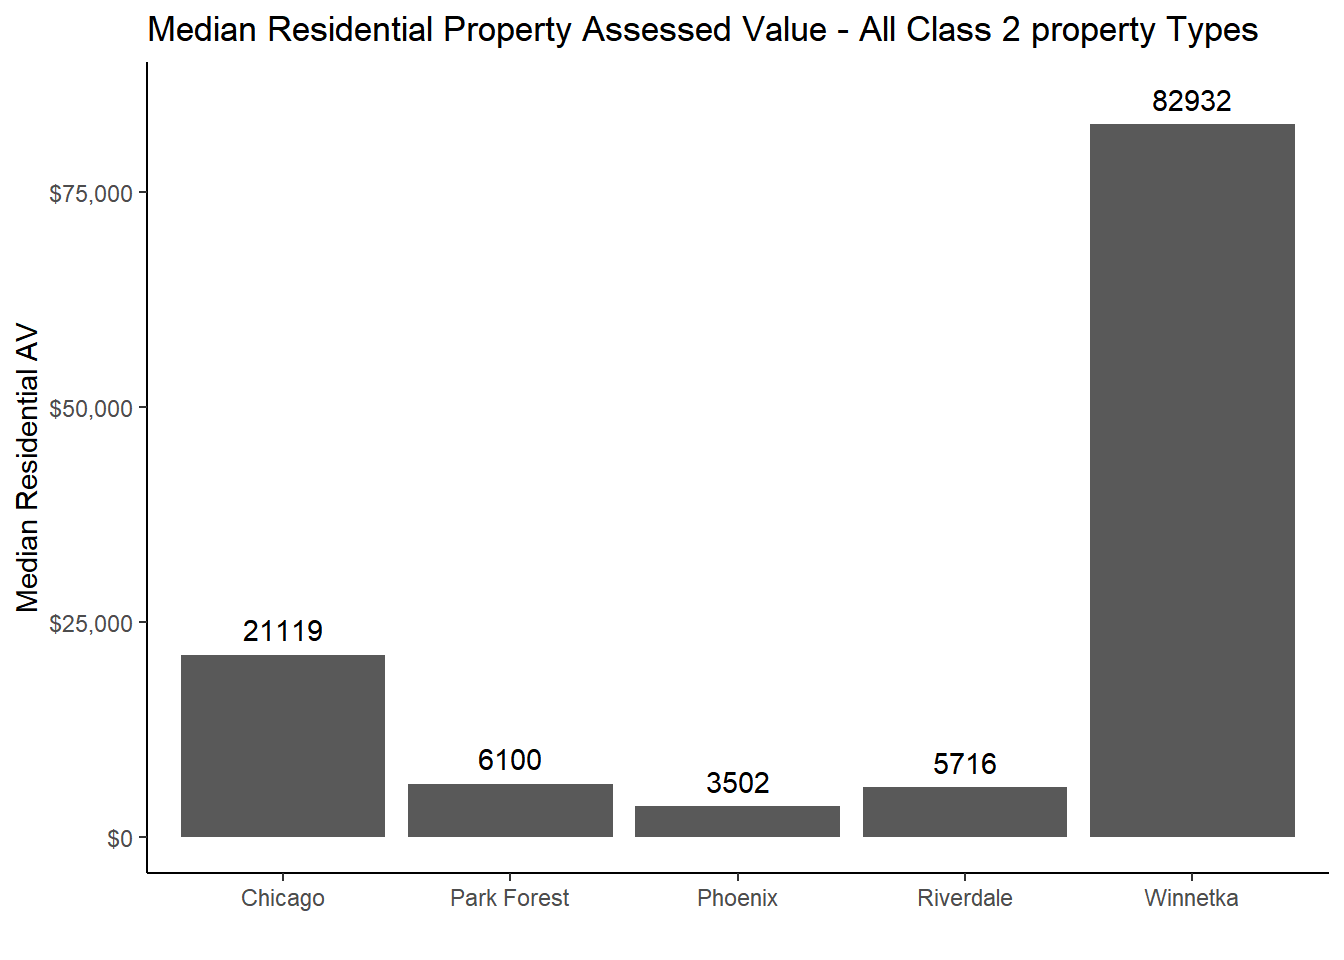 Median Residential Property Assessed Value - All Class 2 property Types
Median Residential AV
$75,000
$50,000
$25,000
$0
21119
6100
3502
5716
82932
Chicago
Park Forest
Phoenix
Riverdale
Winnetka